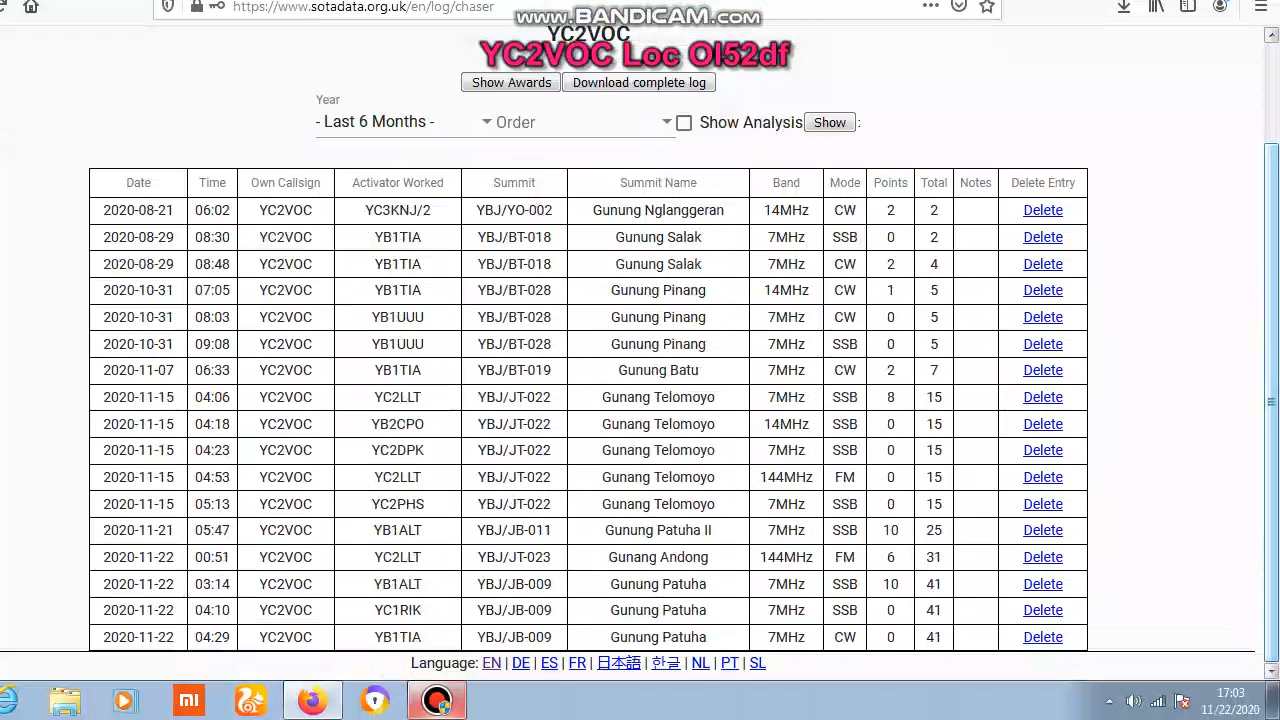 https://www.sotadata.org.uk/en/log/chaser
www.BANDICAM.com
YC2VOC
YC2VOC Loc OI52df
Show Awards Download complete log
Year
- Last 6 Months - Order Show Analysis Show :
Date Time Own Callsign Activator Worked Summit Summit Name Band Mode Points Total Notes Delete Entry
2020-08-21 06:02 YC2VOC YC3KNJ/2 YBJ/YO-002 Gunung Nglanggeran 14MHz CW 2 2 Delete
2020-08-29 08:30 YC2VOC YB1TIA YBJ/BT-018 Gunung Salak 7MHz SSB 0 2 Delete
2020-08-29 08:48 YC2VOC YB1TIA YBJ/BT-018 Gunung Salak 7MHz CW 2 4 Delete
2020-10-31 07:05 YC2VOC YB1TIA YBJ/BT-028 Gunung Pinang 14MHz CW 1 5 Delete
2020-10-31 08:03 YC2VOC YB1UUU YBJ/BT-028 Gunung Pinang 7MHz CW 0 5 Delete
2020-10-31 09:08 YC2VOC YB1UUU YBJ/BT-028 Gunung Pinang 7MHz SSB 0 5 Delete
2020-11-07 06:33 YC2VOC YB1TIA YBJ/BT-019 Gunung Batu 7MHz CW 2 7 Delete
2020-11-15 04:06 YC2VOC YC2LLT YBJ/JT-022 Gunang Telomoyo 7MHz SSB 8 15 Delete
2020-11-15 04:18 YC2VOC YB2CPO YBJ/JT-022 Gunang Telomoyo 14MHz SSB 0 15 Delete
2020-11-15 04:23 YC2VOC YC2DPK YBJ/JT-022 Gunang Telomoyo 7MHz SSB 0 15 Delete
2020-11-15 04:53 YC2VOC YC2LLT YBJ/JT-022 Gunang Telomoyo 144MHz FM 0 15 Delete
2020-11-15 05:13 YC2VOC YC2PHS YBJ/JT-022 Gunang Telomoyo 7MHz SSB 0 15 Delete
2020-11-21 05:47 YC2VOC YB1ALT YBJ/JB-011 Gunung Patuha II 7MHz SSB 10 25 Delete
2020-11-22 00:51 YC2VOC YC2LLT YBJ/JT-023 Gunang Andong 144MHz FM 6 31 Delete
2020-11-22 03:14 YC2VOC YB1ALT YBJ/JB-009 Gunung Patuha 7MHz SSB 10 41 Delete
2020-11-22 04:10 YC2VOC YC1RIK YBJ/JB-009 Gunung Patuha 7MHz SSB 0 41 Delete
2020-11-22 04:29 YC2VOC YB1TIA YBJ/JB-009 Gunung Patuha 7MHz CW 0 41 Delete
Language: EN | DE | ES | FR | 日本語 | 한글 | NL | PT | SL
mi
17:03
11/22/2020